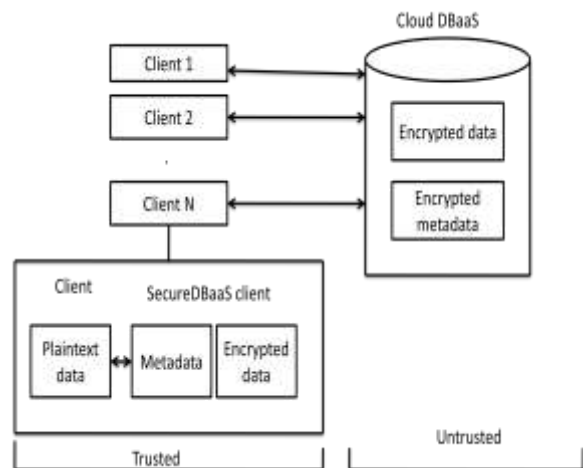 Cloud DBaaS
Client 1
Client 2
Encrypted data
Client N
Encrypted
metadata
Client
SecureDBaaS client
Plaintext
data
Metadata
Encrypted
data
Trusted
Untrusted